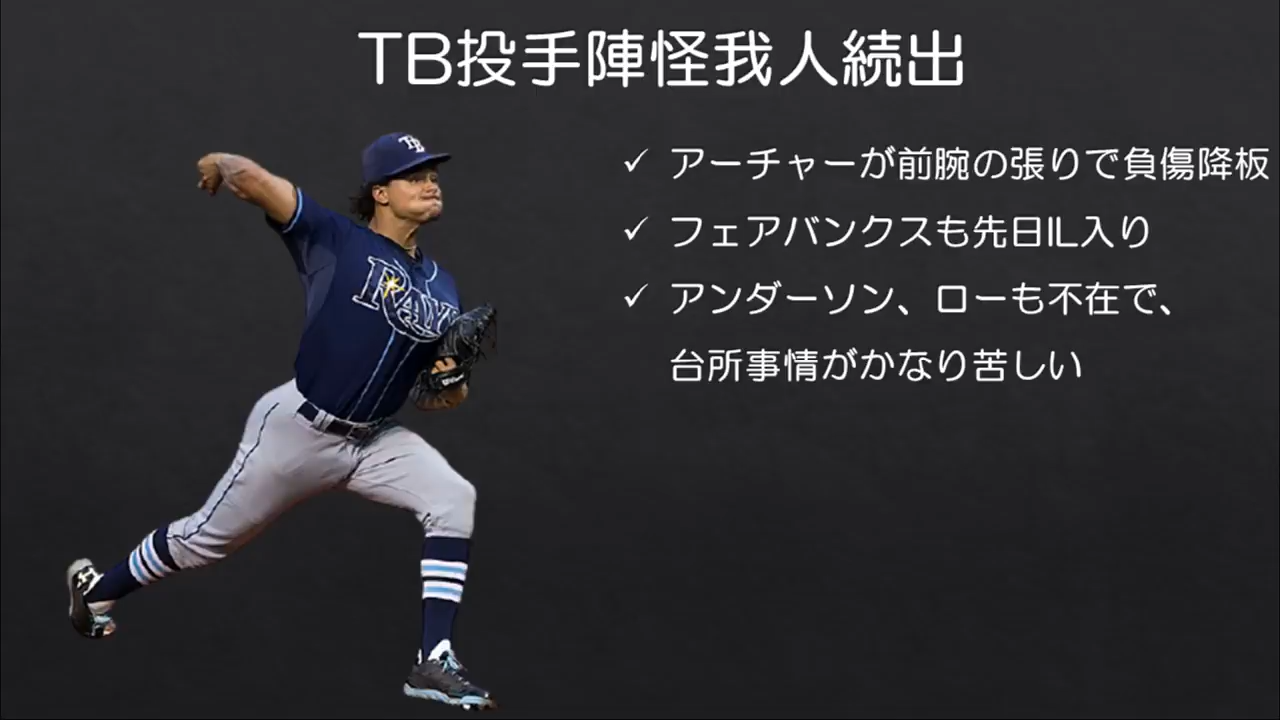 TB投手陣怪我人続出
✓ アーチャーが前腕の張りで負傷降板
✓ フェアバンクスも先日IL入り
✓ アンダーソン、ローも不在で、
台所事情がかなり苦しい
TB
RAYS
Wilson